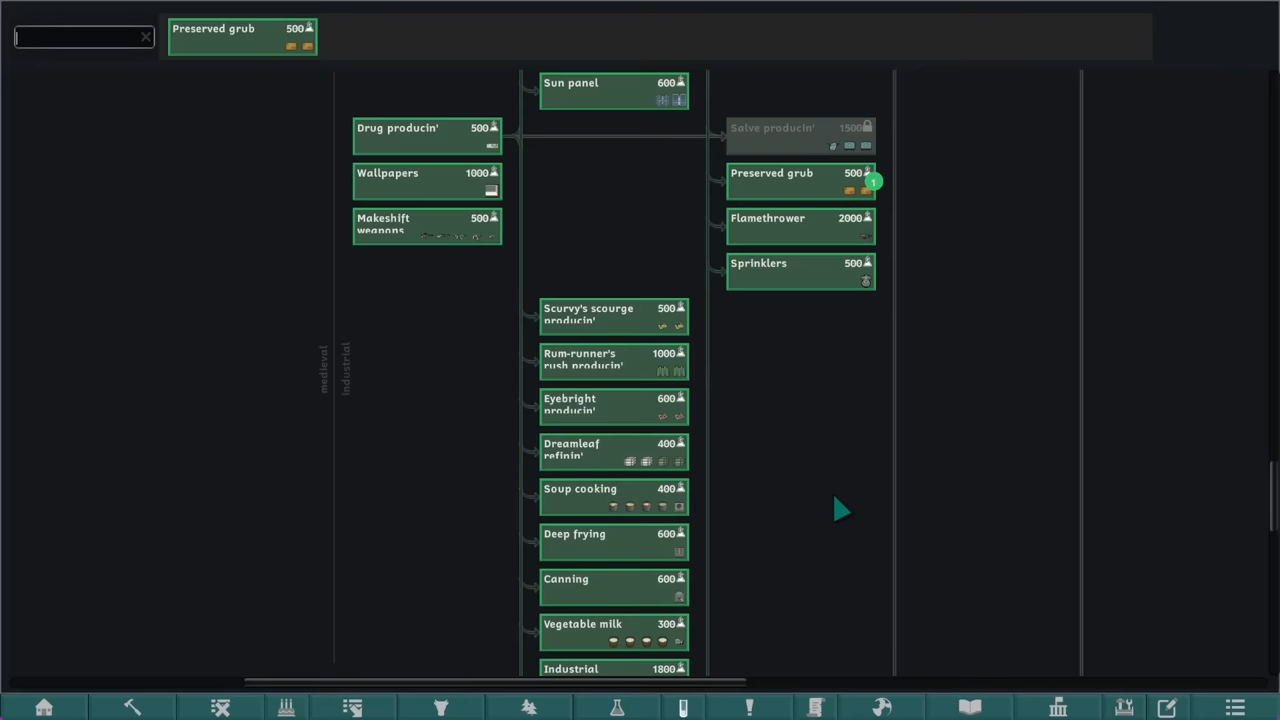 Preserved grub 500
Sun panel 600
Drug producin' 500
Salve producin' 1500
Wallpapers 1000
Preserved grub 500
1
Makeshift 500
weapons
Flamethrower 2000
Sprinklers 500
Scurvy's scourge 500
producin'
medieval
industrial
Rum-runner's 1000
rush producin'
Eyebright 600
producin'
Dreamleaf 400
refinin'
Soup cooking 400
Deep frying 600
Canning 600
Vegetable milk 300
Industrial 1800